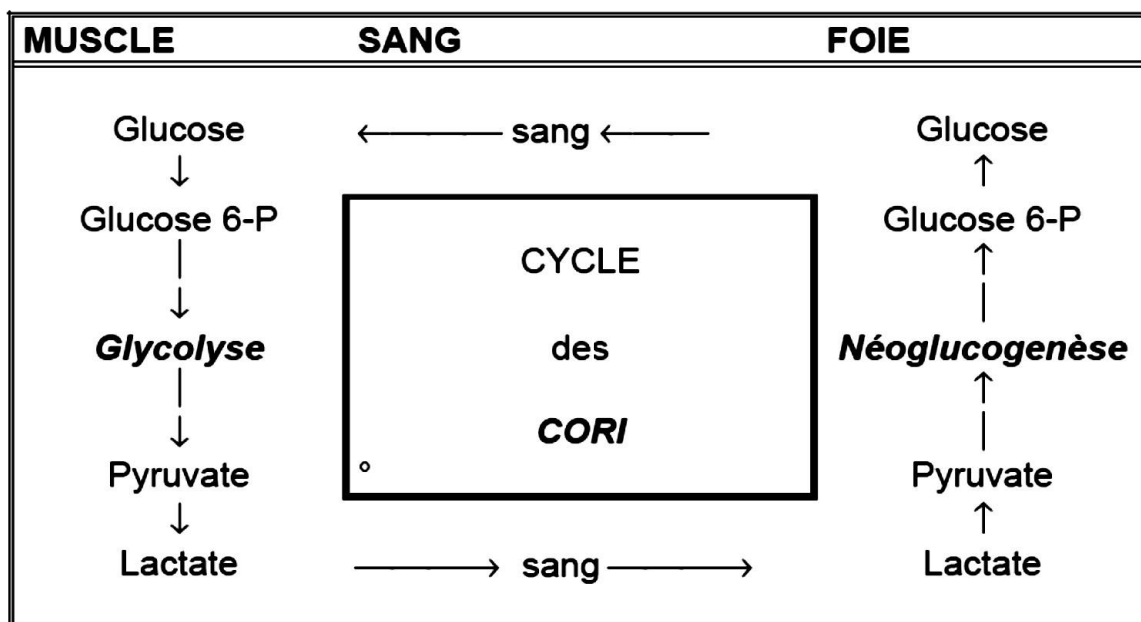 MUSCLE SANG FOIE
Glucose ← sang ← Glucose
↓ ↑
Glucose 6-P Glucose 6-P
CYCLE
↓ ↑
Glycolyse des Néoglucogenèse
↓ ↑
CORI
Pyruvate ° Pyruvate
↓ ↑
Lactate → sang → Lactate